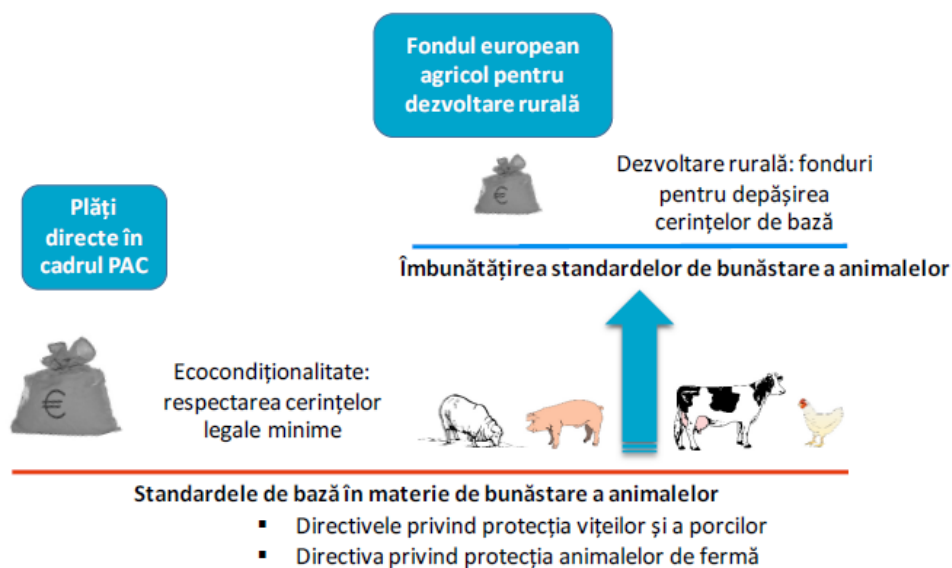 Fondul european
agricol pentru
dezvoltare rurală
Dezvoltare rurală: fonduri
pentru depășirea
cerințelor de bază
Plăți
directe în
cadrul PAC
Îmbunătățirea standardelor de bunăstare a animalelor
Ecocondiționalitate:
respectarea cerințelor
legale minime
Standardele de bază în materie de bunăstare a animalelor
▪ Directivele privind protecția vițeilor și a porcilor
▪ Directiva privind protecția animalelor de fermă